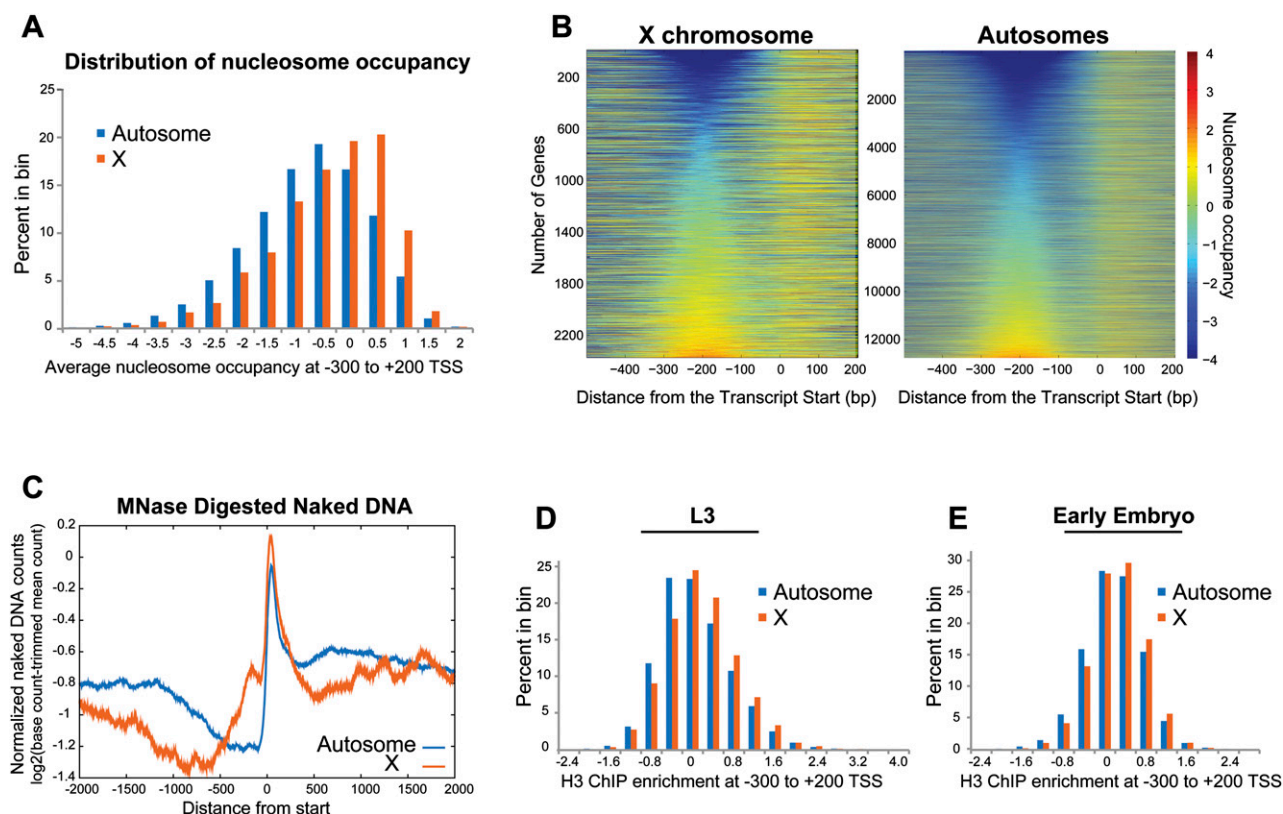 A
Distribution of nucleosome occupancy
Percent in bin
25
20
15
10
5
0
Autosome
X
-5 -4.5 -4 -3.5 -3 -2.5 -2 -1.5 -1 -0.5 0 0.5 1 1.5 2
Average nucleosome occupancy at -300 to +200 TSS
B
X chromosome
Number of Genes
200
600
1000
1400
1800
2200
−400 −300 −200 −100 0 100 200
Distance from the Transcript Start (bp)
Autosomes
2000
4000
6000
8000
10000
12000
−400 −300 −200 −100 0 100 200
Distance from the Transcript Start (bp)
4
3
2
1
0
−1
−2
−3
−4
Nucleosome occupancy
C
MNase Digested Naked DNA
Normalized naked DNA counts
log2(base count-trimmed mean count)
0.2
0
-0.2
-0.4
-0.6
-0.8
-1
-1.2
-1.4
Autosome
X
-2000 -1500 -1000 -500 0 500 1000 1500 2000
Distance from start
D
L3
Percent in bin
25
20
15
10
5
0
Autosome
X
-2.4 -1.6 -0.8 0 0.8 1.6 2.4 3.2 4.0
H3 ChIP enrichment at -300 to +200 TSS
E
Early Embryo
Percent in bin
30
25
20
15
10
5
0
Autosome
X
-2.4 -1.6 -0.8 0 0.8 1.6 2.4
H3 ChIP enrichment at -300 to +200 TSS